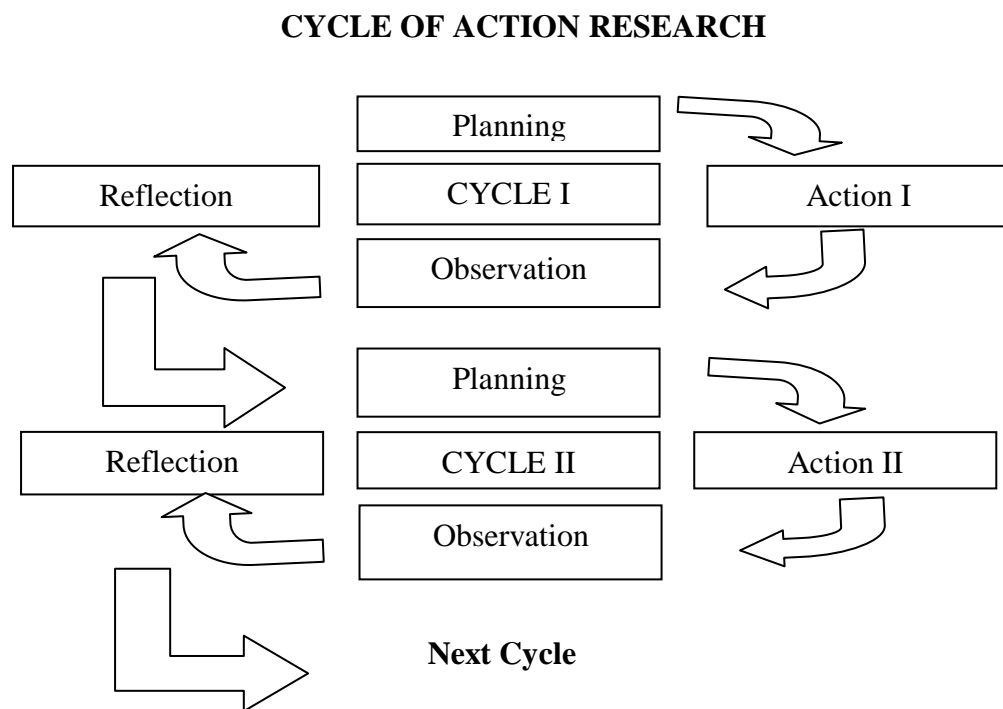 CYCLE OF ACTION RESEARCH
Planning
Reflection
CYCLE I
Action I
Observation
Planning
Reflection
CYCLE II
Action II
Observation
Next Cycle